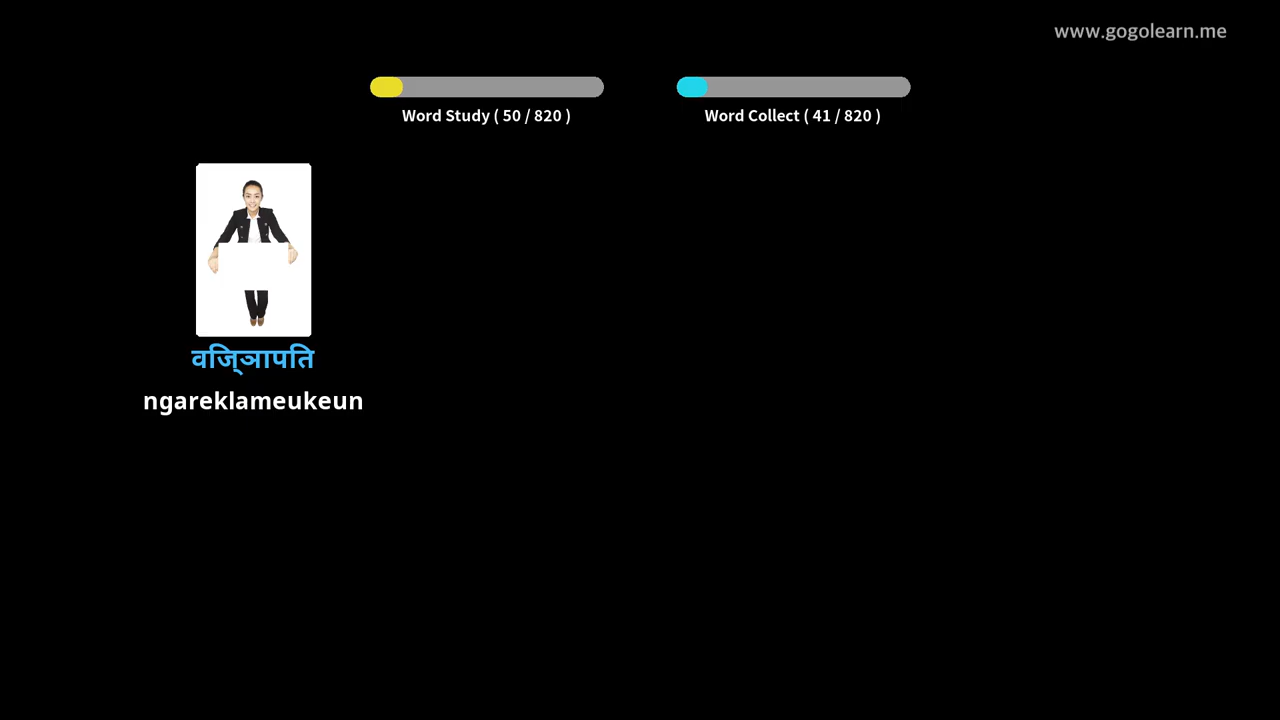 www.gogolearn.me
Word Study ( 50 / 820 )
Word Collect ( 41 / 820 )
वजि्ञापति
ngareklameukeun